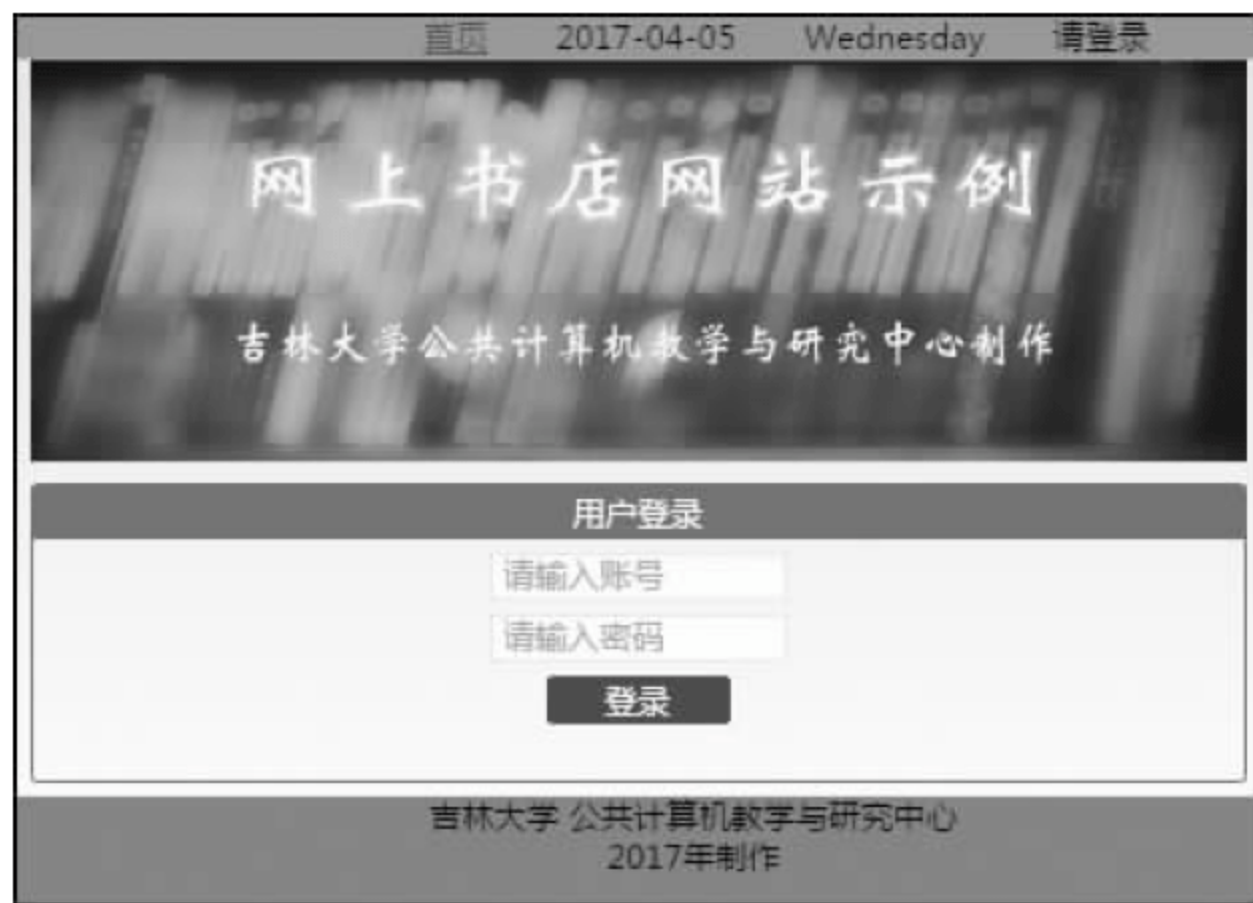 首页 2017-04-05 Wednesday 请登录
网上书店网站示例
吉林大学公共计算机教学与研究中心制作
用户登录
请输入账号
请输入密码
登录
吉林大学 公共计算机教学与研究中心
2017年制作